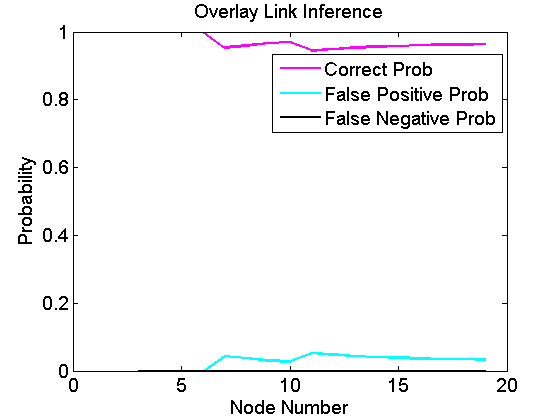 Overlay Link Inference
1
0.8
0.6
0.4
0.2
0
Probability
Correct Prob
False Positive Prob
False Negative Prob
0 5 10 15 20
Node Number